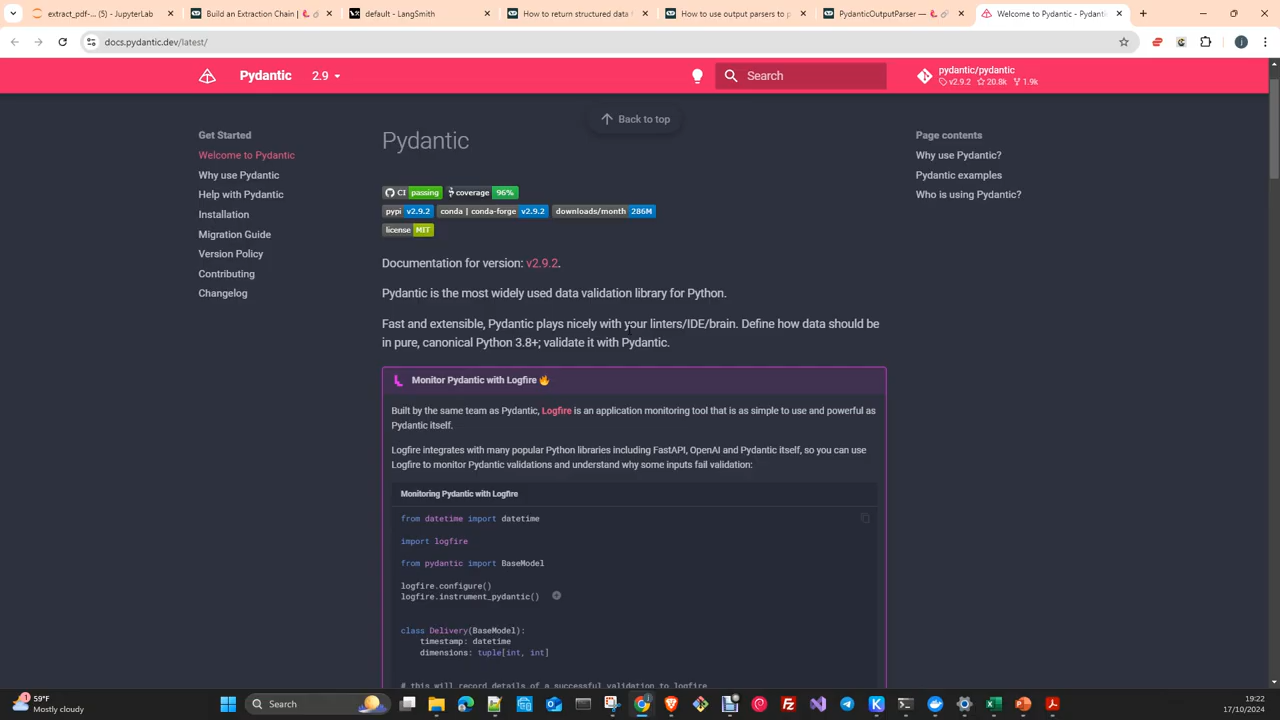 extract_pdf-... (5) - JupyterLab
Build an Extraction Chain |
default - LangSmith
How to return structured data f
How to use output parsers to p
PydanticOutputParser —
Welcome to Pydantic - Pydantic
docs.pydantic.dev/latest/
Pydantic
2.9
Search
pydantic/pydantic
v2.9.2 20.8k 1.9k
Back to top
Get Started
Welcome to Pydantic
Why use Pydantic
Help with Pydantic
Installation
Migration Guide
Version Policy
Contributing
Changelog
Pydantic
CI passing coverage 96%
pypi v2.9.2 conda | conda-forge v2.9.2 downloads/month 286M
license MIT
Documentation for version: v2.9.2.
Pydantic is the most widely used data validation library for Python.
Fast and extensible, Pydantic plays nicely with your linters/IDE/brain. Define how data should be
in pure, canonical Python 3.8+; validate it with Pydantic.
Monitor Pydantic with Logfire 🔥
Built by the same team as Pydantic, Logfire is an application monitoring tool that is as simple to use and powerful as
Pydantic itself.
Logfire integrates with many popular Python libraries including FastAPI, OpenAI and Pydantic itself, so you can use
Logfire to monitor Pydantic validations and understand why some inputs fail validation:
Monitoring Pydantic with Logfire
from datetime import datetime
import logfire
from pydantic import BaseModel
logfire.configure()
logfire.instrument_pydantic()
class Delivery(BaseModel):
timestamp: datetime
dimensions: tuple[int, int]
# this will record details of a successful validation to logfire
Page contents
Why use Pydantic?
Pydantic examples
Who is using Pydantic?
59°F
Mostly cloudy
Search
19:22
17/10/2024